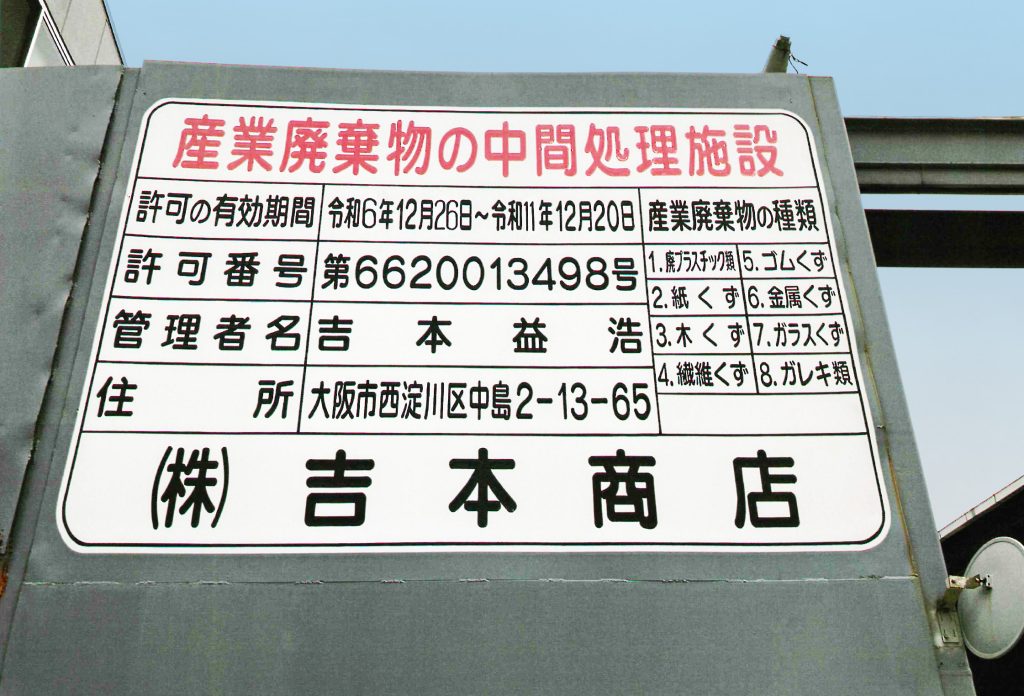 産業廃棄物の中間処理施設
許可の有効期間 令和6年12月26日～令和11年12月20日
許可番号 第6620013498号
管理者名 吉本益浩
住所 大阪市西淀川区中島2-13-65
産業廃棄物の種類
1.廃プラスチック類 5.ゴムくず
2.紙くず 6.金属くず
3.木くず 7.ガラスくず
4.繊維くず 8.ガレキ類
(株)吉本商店